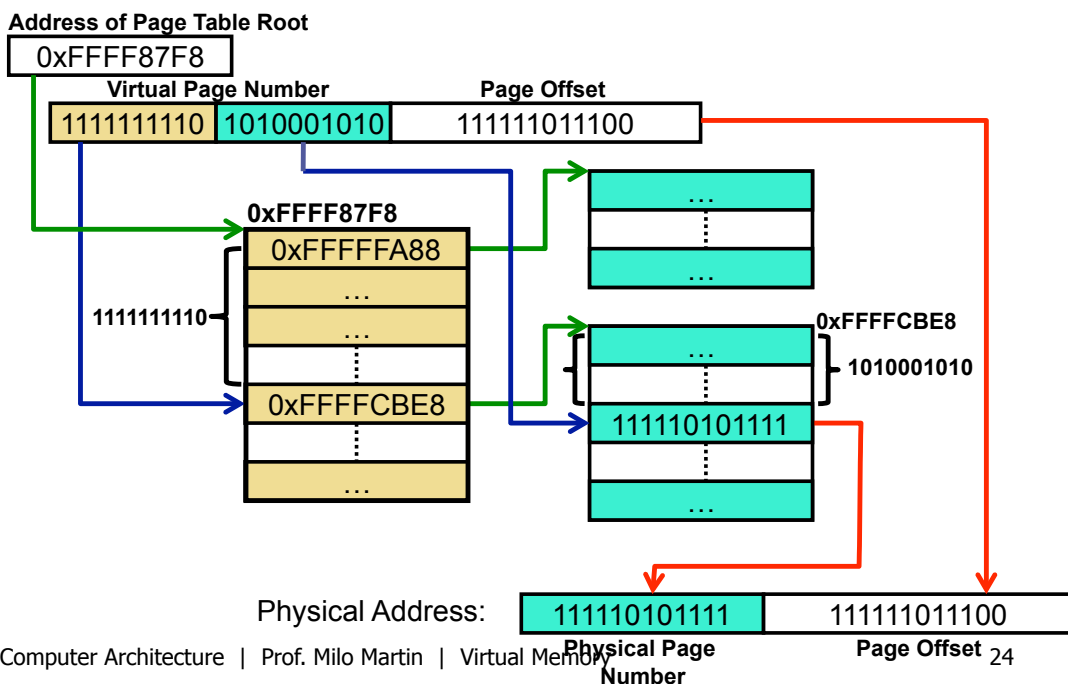 Address of Page Table Root
0xFFFF87F8
Virtual Page Number Page Offset
1111111110 1010001010 111111011100
...
0xFFFF87F8
0xFFFFFA88
...
...
1111111110
...
0xFFFFCBE8
...
1010001010
0xFFFFCBE8
111110101111
...
...
Physical Address: 111110101111 111111011100
Computer Architecture | Prof. Milo Martin | Virtual Memory
Physical Page
Number
Page Offset
24